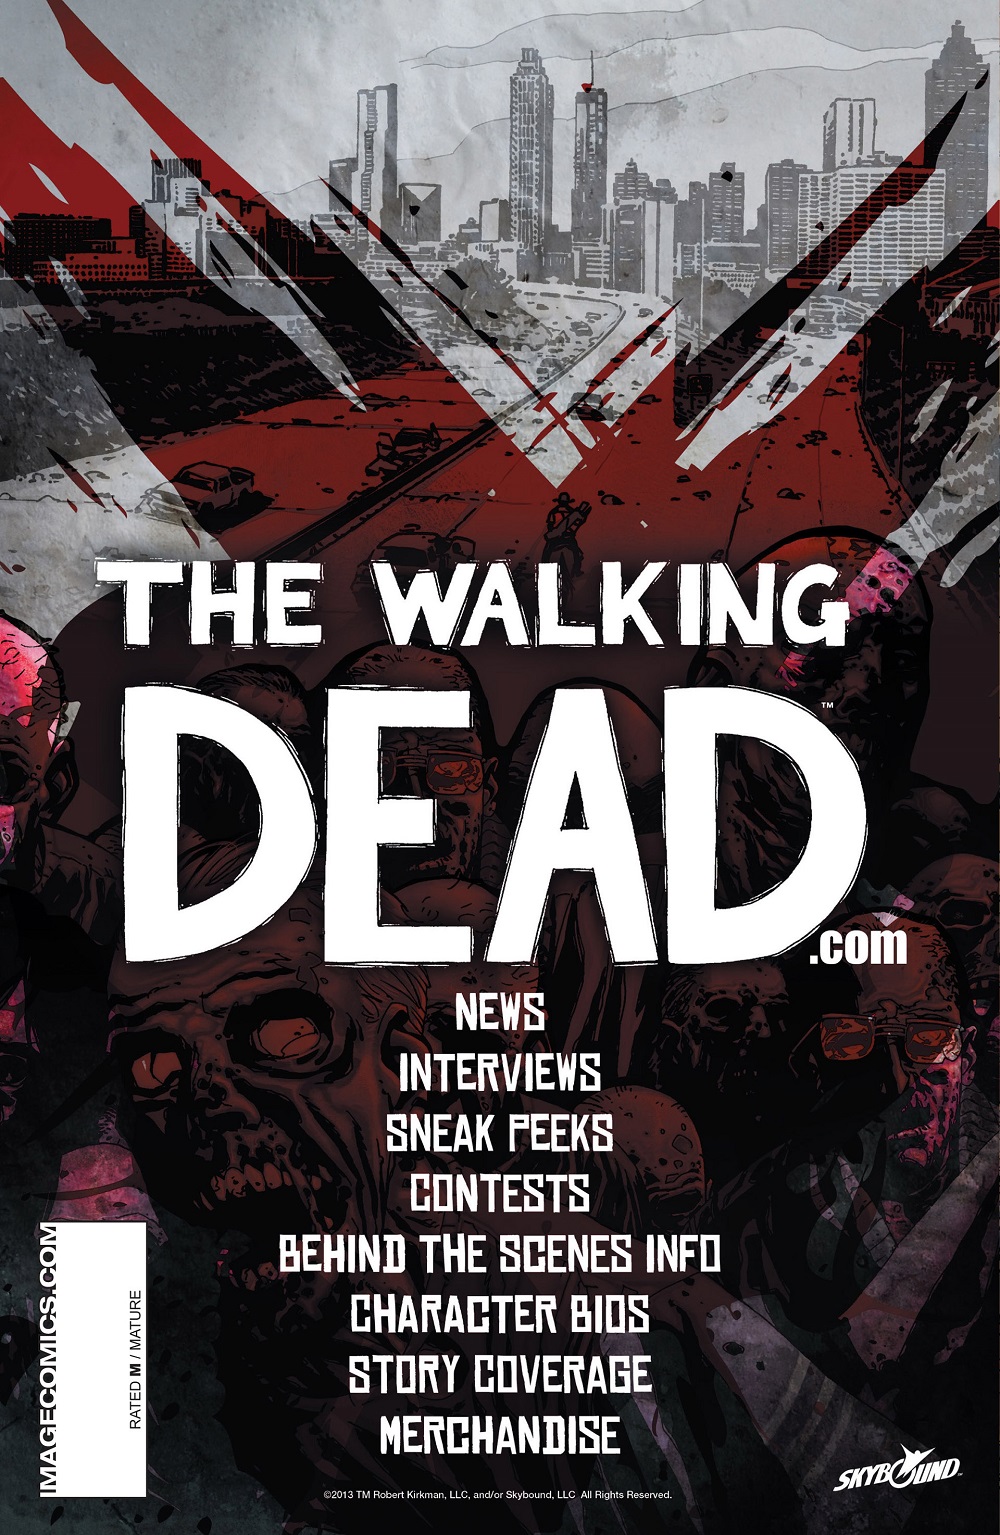 THE WALKING
DEAD™
.com
NEWS
INTERVIEWS
SNEAK PEEKS
CONTESTS
BEHIND THE SCENES INFO
CHARACTER BIOS
STORY COVERAGE
MERCHANDISE
IMAGECOMICS.COM
RATED M / MATURE
SKYBOUND™
©2013 TM Robert Kirkman, LLC, and/or Skybound, LLC All Rights Reserved.